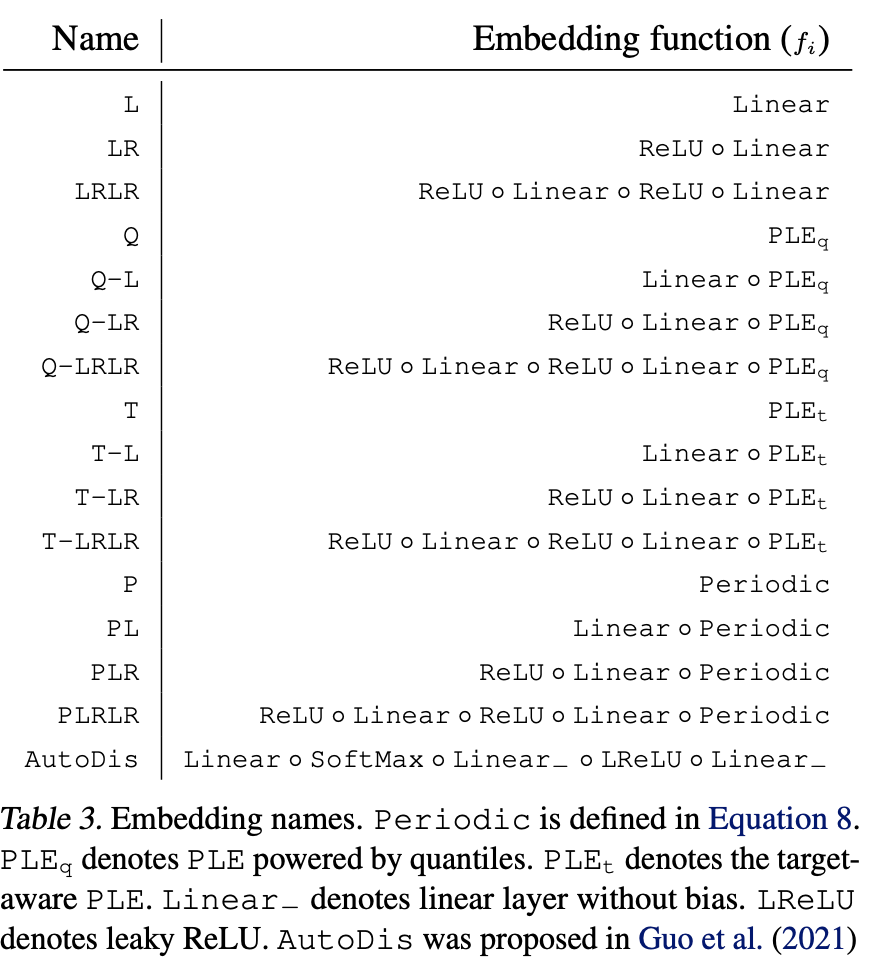 Name Embedding function (fᵢ)
L Linear
LR ReLU ∘ Linear
LRLR ReLU ∘ Linear ∘ ReLU ∘ Linear
Q PLE_q
Q-L Linear ∘ PLE_q
Q-LR ReLU ∘ Linear ∘ PLE_q
Q-LRLR ReLU ∘ Linear ∘ ReLU ∘ Linear ∘ PLE_q
T PLE_t
T-L Linear ∘ PLE_t
T-LR ReLU ∘ Linear ∘ PLE_t
T-LRLR ReLU ∘ Linear ∘ ReLU ∘ Linear ∘ PLE_t
P Periodic
PL Linear ∘ Periodic
PLR ReLU ∘ Linear ∘ Periodic
PLRLR ReLU ∘ Linear ∘ ReLU ∘ Linear ∘ Periodic
AutoDis Linear ∘ SoftMax ∘ Linear_ ∘ LReLU ∘ Linear_
Table 3. Embedding names. Periodic is defined in Equation 8.
PLE_q denotes PLE powered by quantiles. PLE_t denotes the target-
aware PLE. Linear_ denotes linear layer without bias. LReLU
denotes leaky ReLU. AutoDis was proposed in Guo et al. (2021)